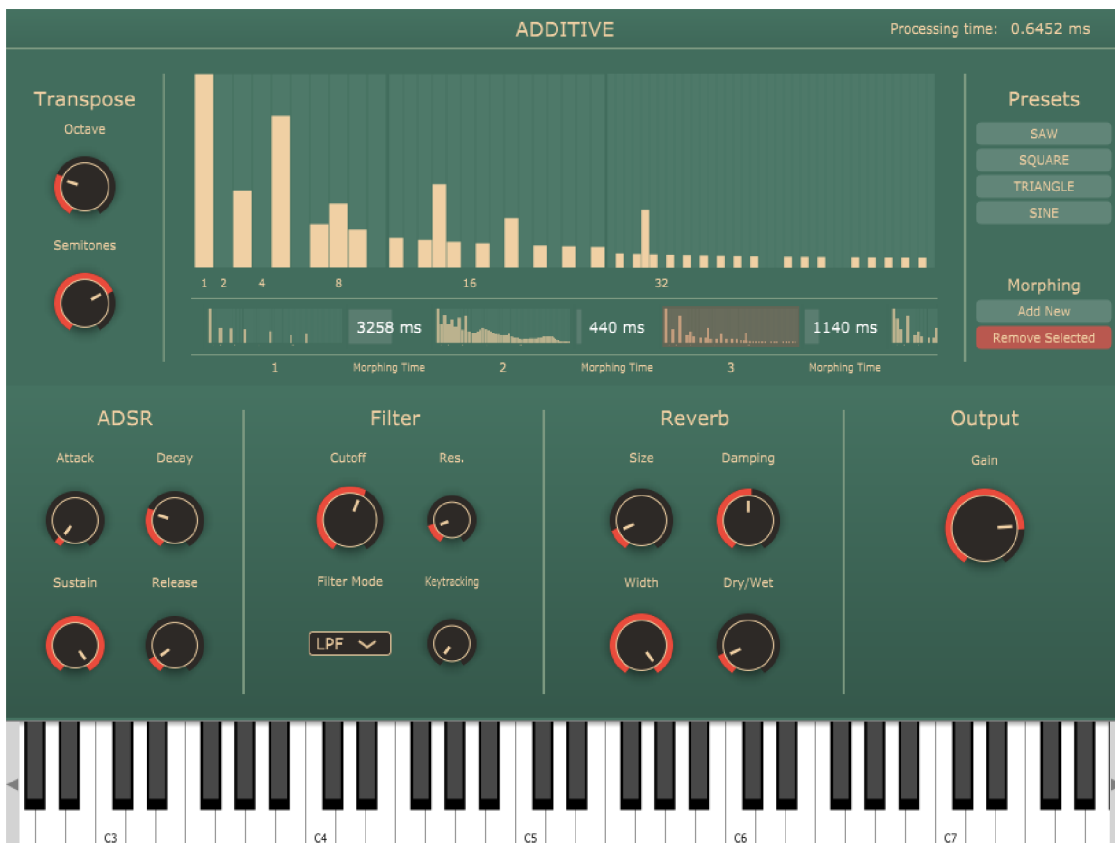 ADDITIVE
Processing time: 0.6452 ms
Transpose
Octave
Semitones
1 2 4 8 16 32
3258 ms 440 ms 1140 ms
1 Morphing Time 2 Morphing Time 3 Morphing Time
Presets
SAW
SQUARE
TRIANGLE
SINE
Morphing
Add New
Remove Selected
ADSR
Attack Decay
Sustain Release
Filter
Cutoff Res.
Filter Mode Keytracking
LPF
Reverb
Size Damping
Width Dry/Wet
Output
Gain
C3 C4 C5 C6 C7